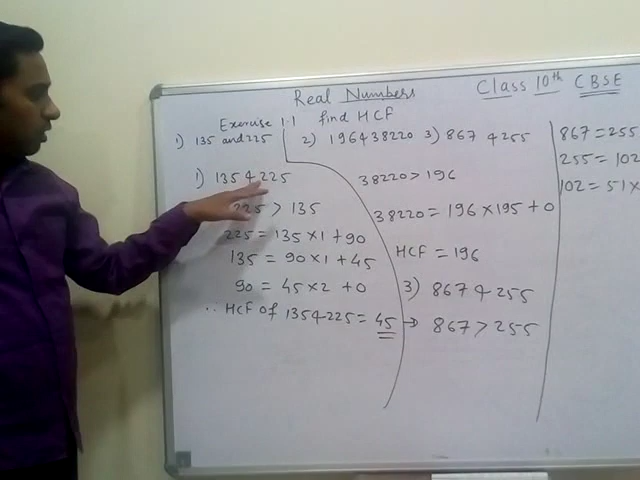 Real Numbers
Class 10th CBSE
Exercise 1.1 find HCF
1) 135 and 225 2) 196 & 38220 3) 867 & 255
1) 135 & 225
225 > 135
225 = 135 × 1 + 90
135 = 90 × 1 + 45
90 = 45 × 2 + 0
∴ HCF of 135 & 225 = 45
38220 > 196
38220 = 196 × 195 + 0
HCF = 196
3) 867 & 255
→ 867 > 255
867 = 255
255 = 102
102 = 51 ×